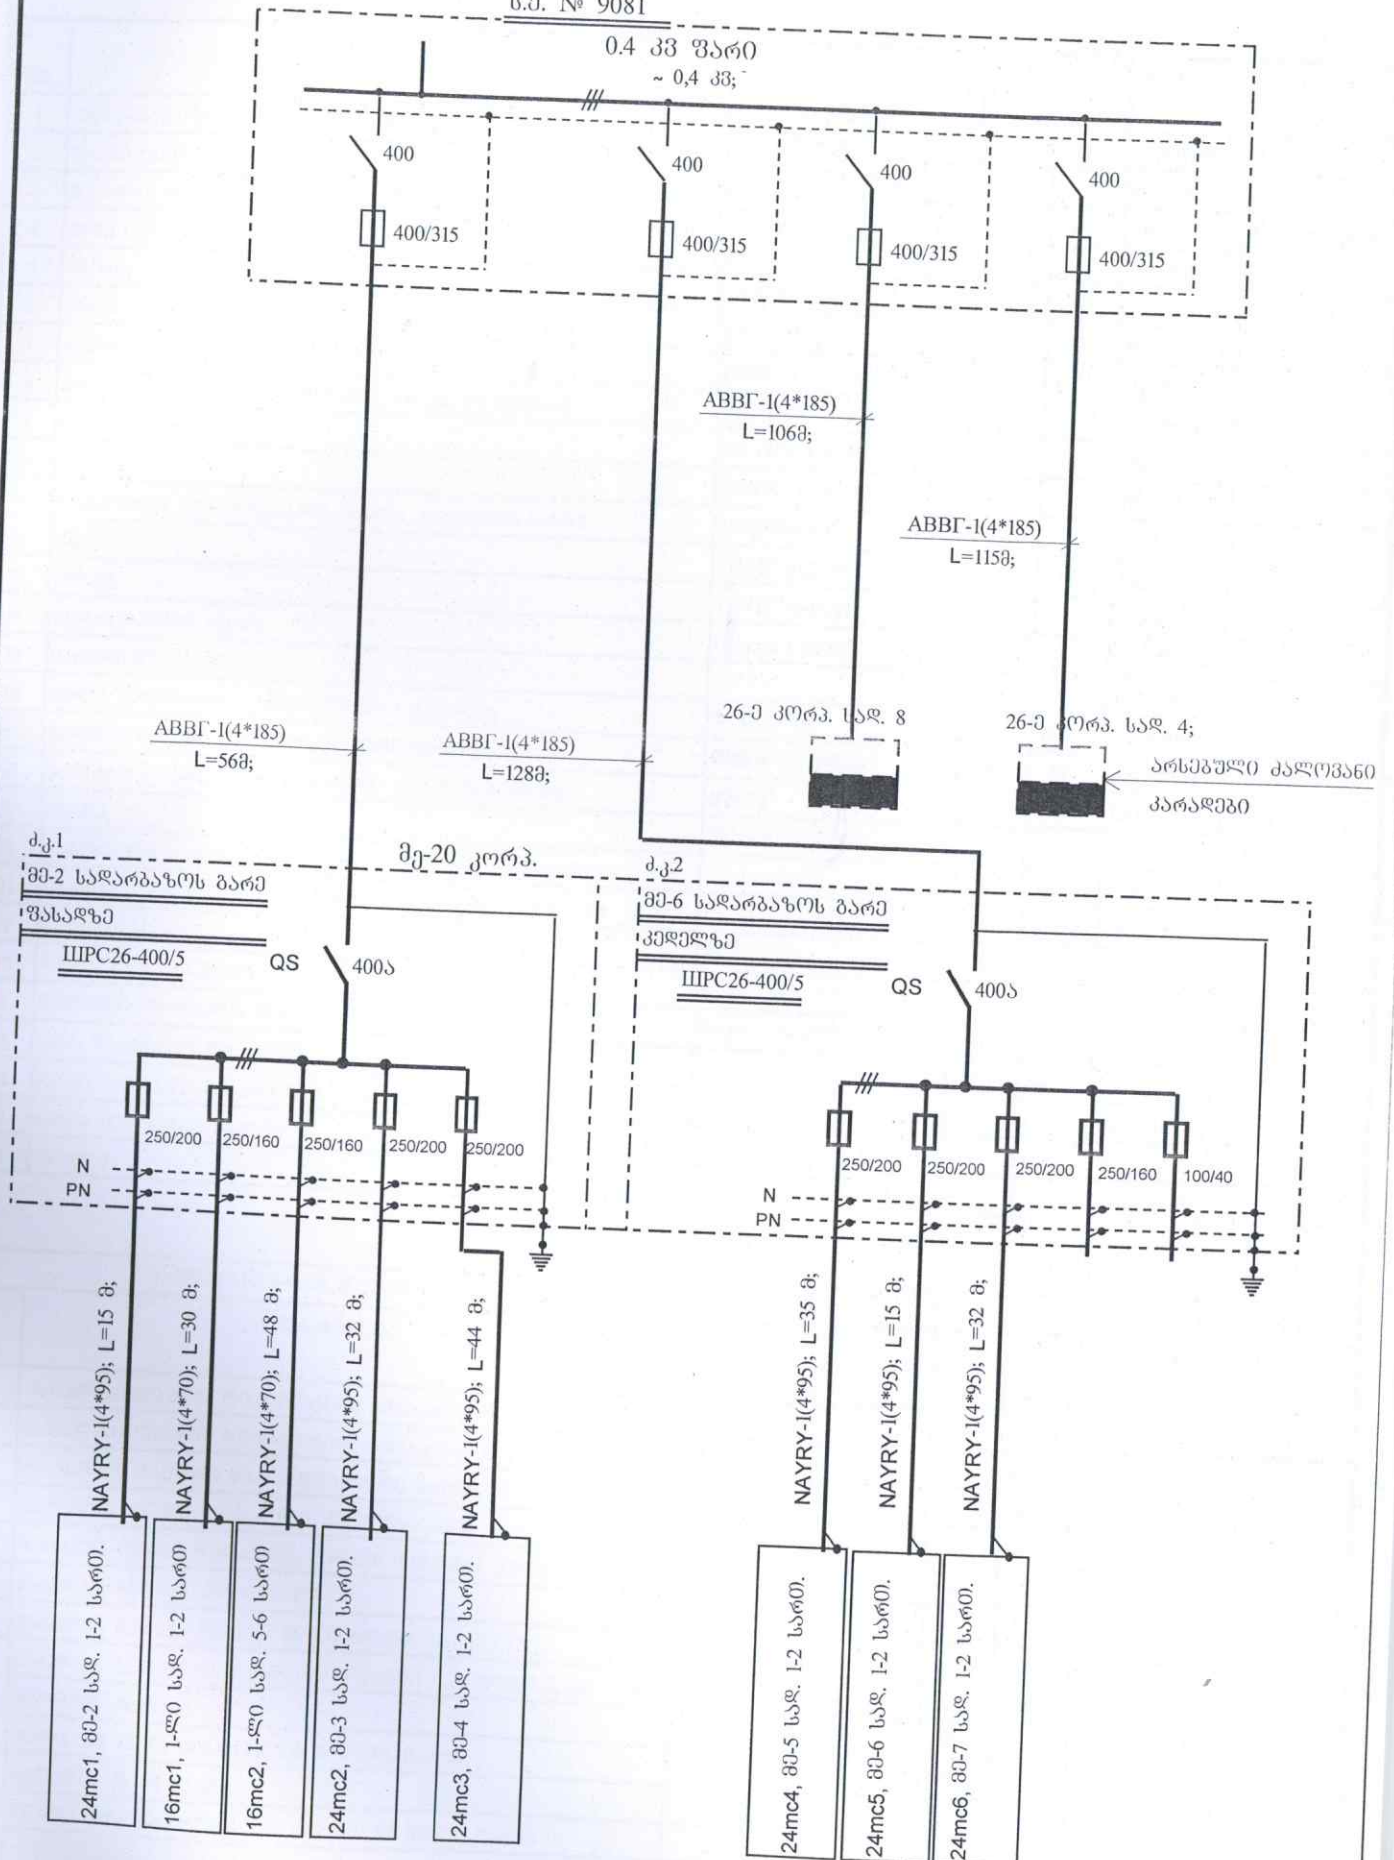 № 9081
0.4 კვ ფარი
~ 0,4 კვ;
400
400
400
400
400/315
400/315
400/315
400/315
АВВГ-1(4*185)
L=106მ;
АВВГ-1(4*185)
L=115მ;
26-ე კორპ. სად. 8
26-ე კორპ. სად. 4;
АВВГ-1(4*185)
L=56მ;
АВВГ-1(4*185)
L=128მ;
არსებული ძალოვანი
კარადები
ძ.კ.1
მე-20 კორპ.
ძ.კ.2
მე-2 სადარბაზოს გარე
ფასადზე
ШРС26-400/5
QS
400ა
მე-6 სადარბაზოს გარე
კედელზე
ШРС26-400/5
QS
400ა
250/200
250/160
250/160
250/200
250/200
N
PN
250/200
250/200
250/200
250/160
100/40
N
PN
NAYRY-1(4*95); L=15 მ;
NAYRY-1(4*70); L=30 მ;
NAYRY-1(4*70); L=48 მ;
NAYRY-1(4*95); L=32 მ;
NAYRY-1(4*95); L=44 მ;
NAYRY-1(4*95); L=35 მ;
NAYRY-1(4*95); L=15 მ;
NAYRY-1(4*95); L=32 მ;
24mc1, მე-2 სად. 1-2 სართ.
16mc1, 1-ლი სად. 1-2 სართ
16mc2, 1-ლი სად. 5-6 სართ
24mc2, მე-3 სად. 1-2 სართ.
24mc3, მე-4 სად. 1-2 სართ.
24mc4, მე-5 სად. 1-2 სართ.
24mc5, მე-6 სად. 1-2 სართ.
24mc6, მე-7 სად. 1-2 სართ.